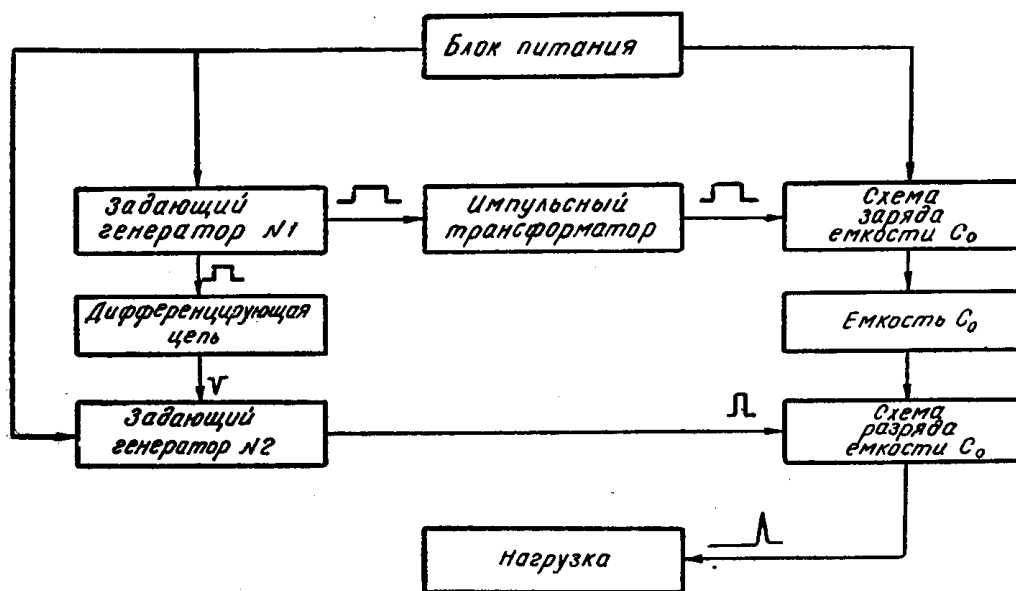 Блок питания
Задающий
генератор №1
Импульсный
трансформатор
Схема
заряда
емкости C₀
Дифференцирующая
цепь
Емкость C₀
Задающий
генератор №2
Схема
разряда
емкости C₀
Нагрузка